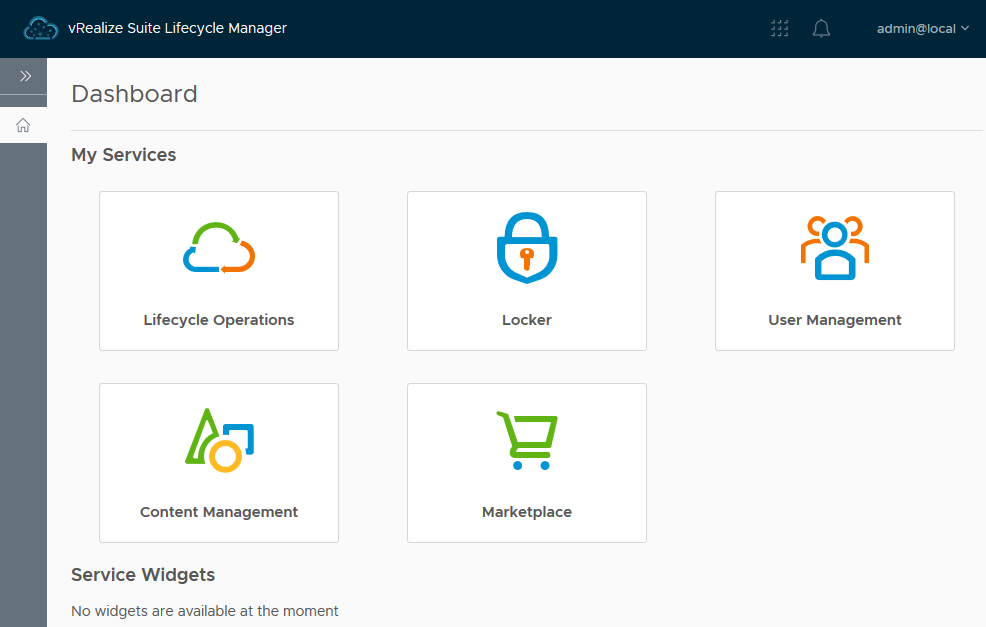 vRealize Suite Lifecycle Manager
admin@local
Dashboard
My Services
Lifecycle Operations
Locker
User Management
Content Management
Marketplace
Service Widgets
No widgets are available at the moment